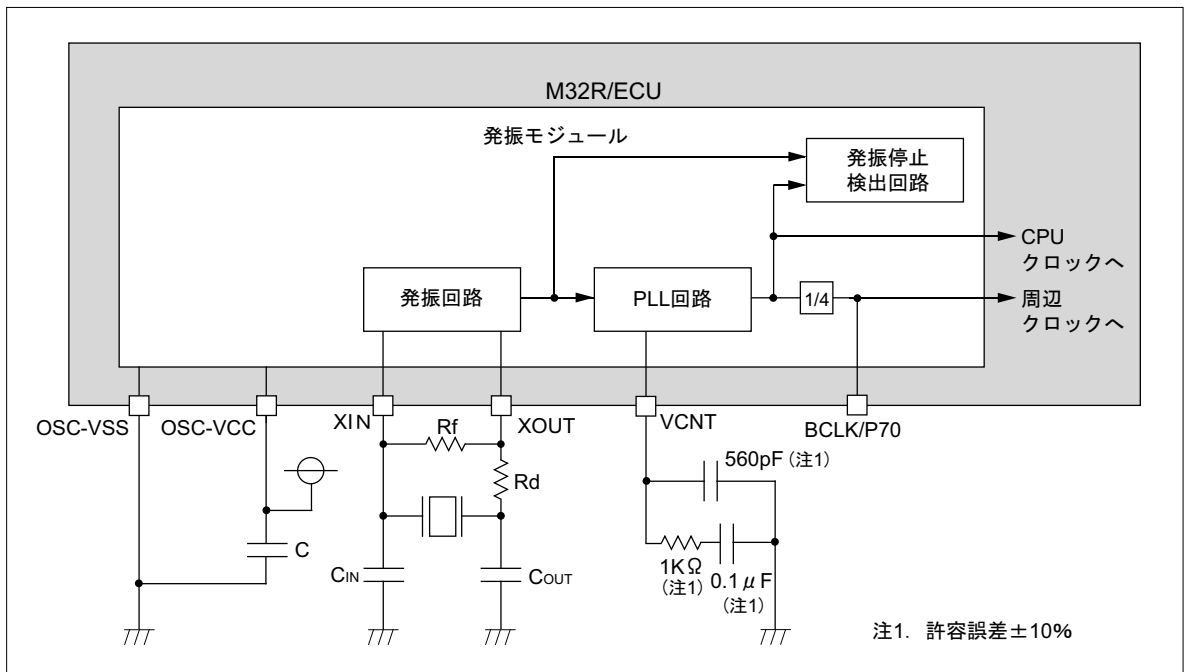 M32R/ECU
発振モジュール
発振停止
検出回路
CPU
クロックへ
発振回路
PLL回路
1/4
周辺
クロックへ
OSC-VSS
OSC-VCC
XIN
XOUT
VCNT
BCLK/P70
Rf
560pF (注1)
Rd
C
CIN
COUT
1KΩ
(注1)
0.1μF
(注1)
注1. 許容誤差±10%